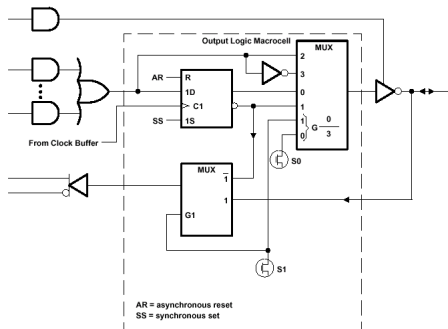 Output Logic Macrocell
MUX
2
3
0
1
1
0
G 0
3
AR
R
1D
C1
SS
1S
From Clock Buffer
S0
MUX
1
1
G1
S1
AR = asynchronous reset
SS = synchronous set